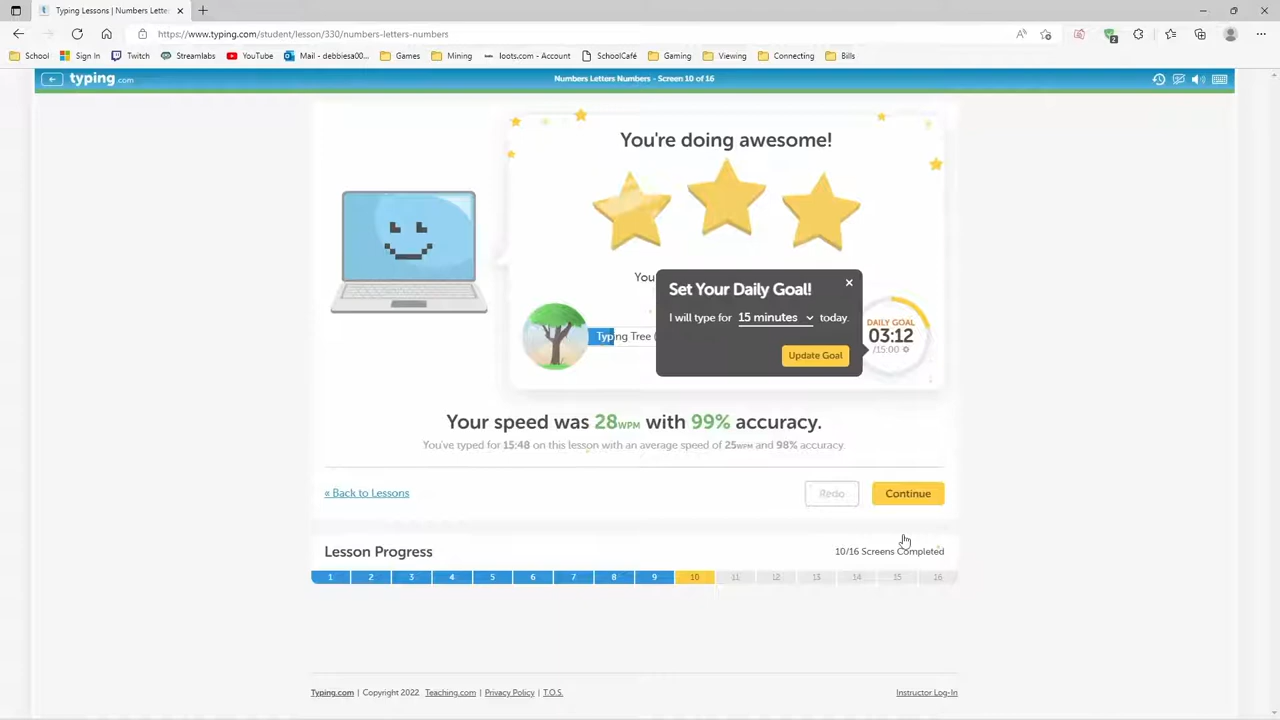 Typing Lessons | Numbers Letter
https://www.typing.com/student/lesson/330/numbers-letters-numbers
School Sign In Twitch Streamlabs YouTube Mail - debbiesa00... Games Mining loots.com - Account SchoolCafé Gaming Viewing Connecting Bills
typing.com
Numbers Letters Numbers - Screen 10 of 16
You're doing awesome!
You
Set Your Daily Goal!
I will type for 15 minutes today.
Update Goal
Typing Tree (
DAILY GOAL
03:12
/15:00
Your speed was 28WPM with 99% accuracy.
You've typed for 15:48 on this lesson with an average speed of 25WPM and 98% accuracy.
« Back to Lessons
Redo
Continue
Lesson Progress
10/16 Screens Completed
1 2 3 4 5 6 7 8 9 10 11 12 13 14 15 16
Typing.com | Copyright 2022 Teaching.com | Privacy Policy | T.O.S.
Instructor Log-In